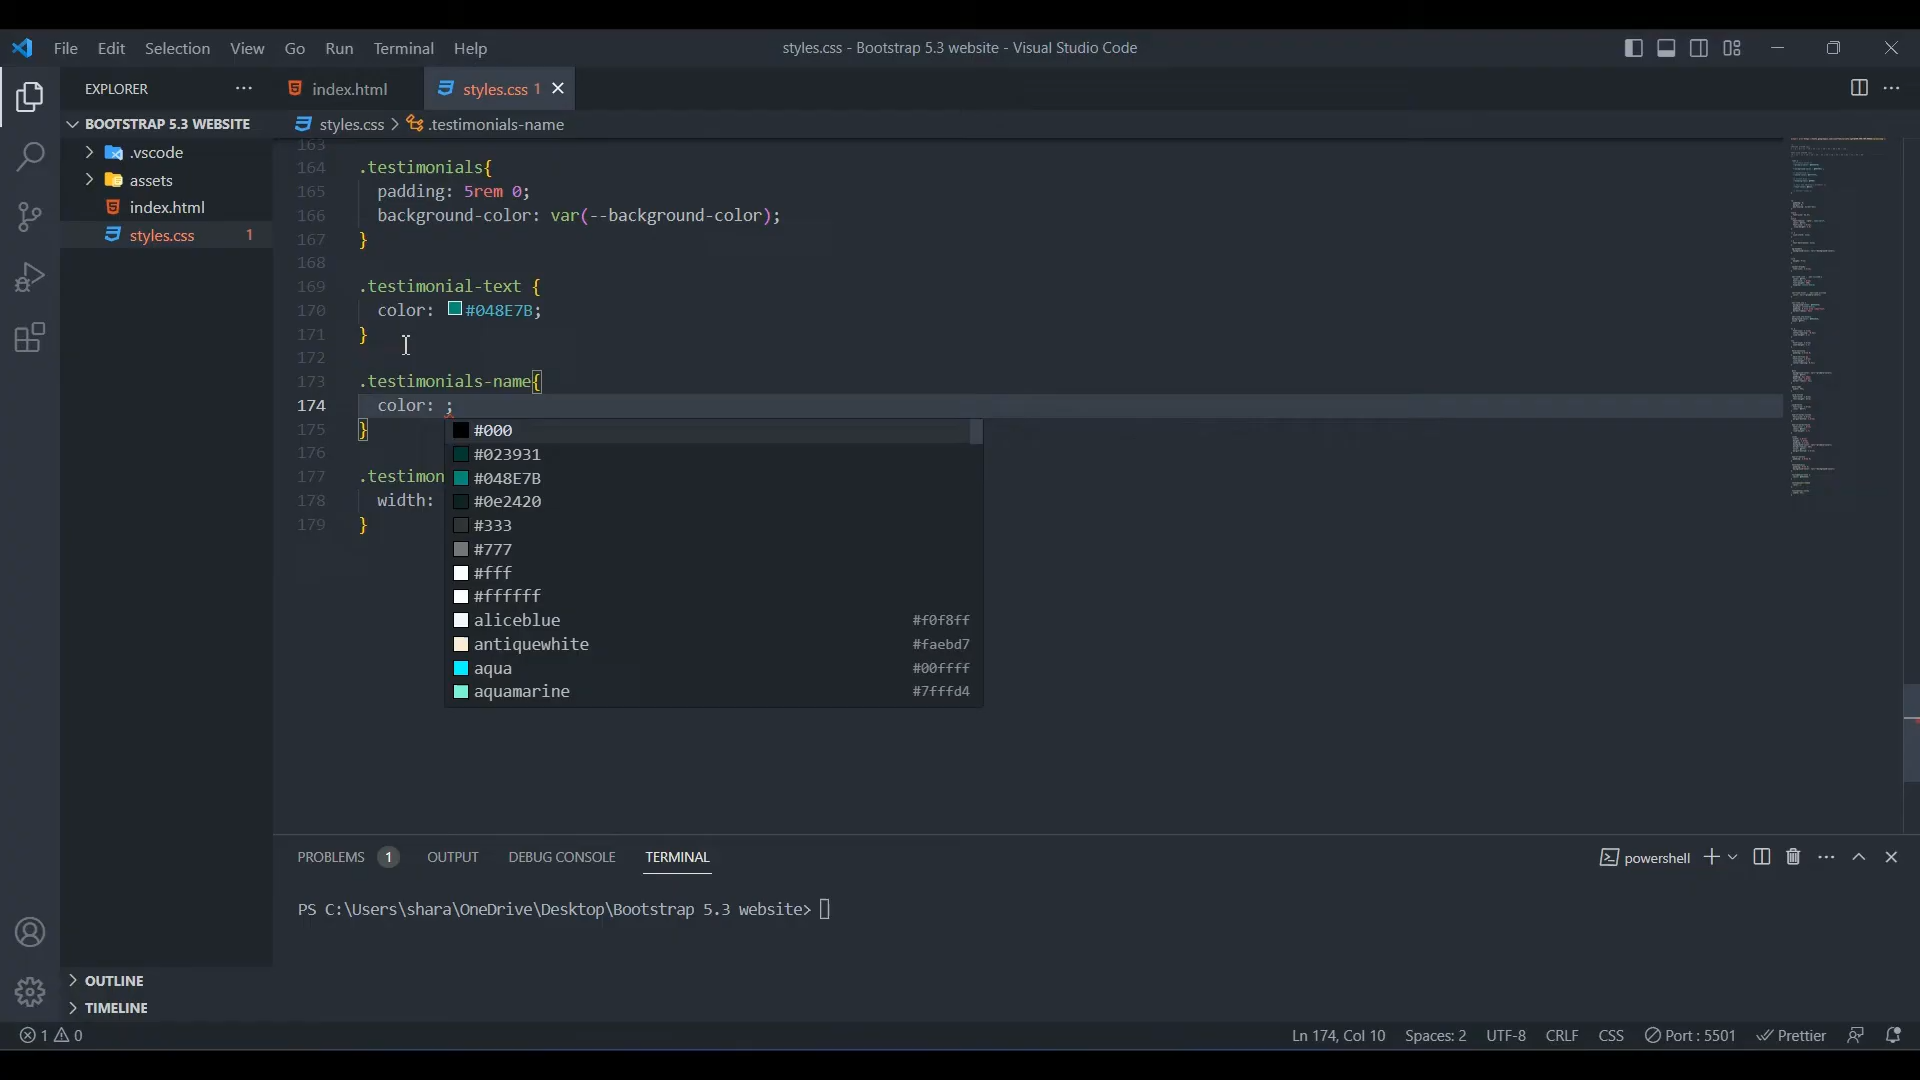 File Edit Selection View Go Run Terminal Help
styles.css - Bootstrap 5.3 website - Visual Studio Code
EXPLORER
BOOTSTRAP 5.3 WEBSITE
.vscode
assets
index.html
styles.css 1
index.html
styles.css 1
styles.css > .testimonials-name
163
164 .testimonials{
165 padding: 5rem 0;
166 background-color: var(--background-color);
167 }
168
169 .testimonial-text {
170 color: #048E7B;
171 }
172
173 .testimonials-name{
174 color: ;
175 }
176
177 .testimon
178 width:
179 }
#000
#023931
#048E7B
#0e2420
#333
#777
#fff
#ffffff
aliceblue #f0f8ff
antiquewhite #faebd7
aqua #00ffff
aquamarine #7fffd4
PROBLEMS 1 OUTPUT DEBUG CONSOLE TERMINAL
powershell
PS C:\Users\shara\OneDrive\Desktop\Bootstrap 5.3 website>
OUTLINE
TIMELINE
1 0
Ln 174, Col 10 Spaces: 2 UTF-8 CRLF CSS Port : 5501 Prettier